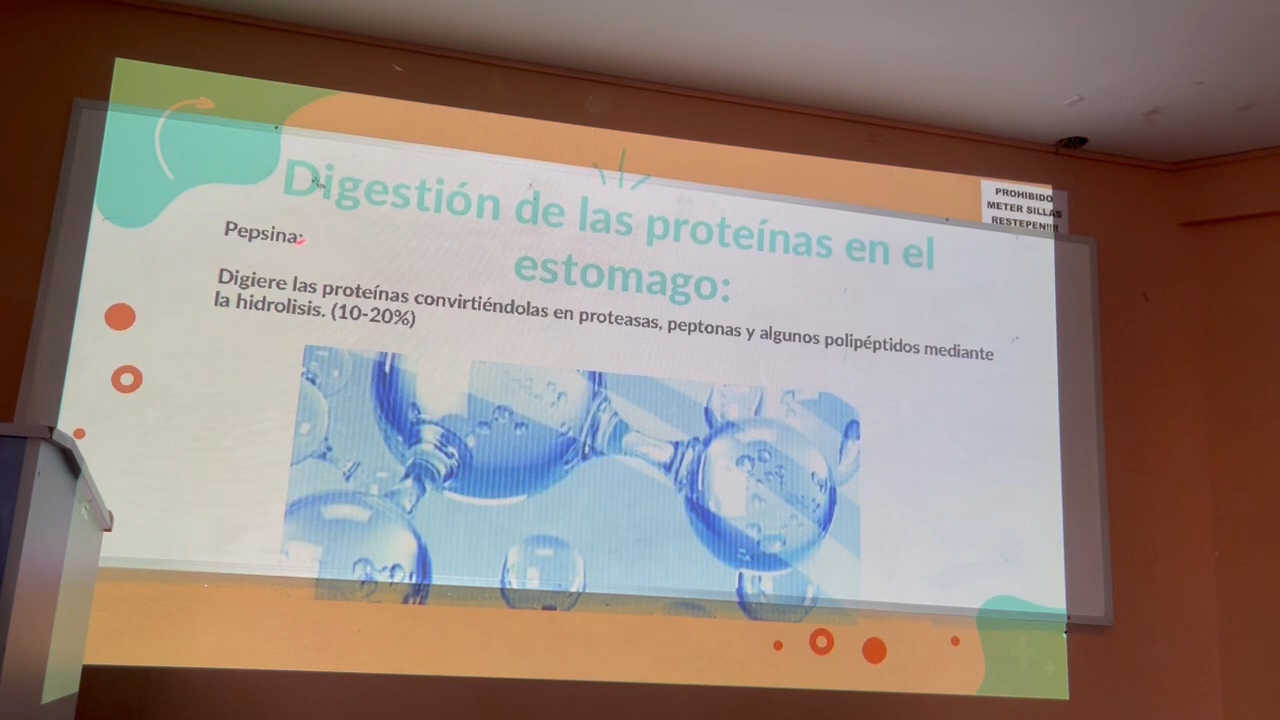 Digestión de las proteínas en el
estomago:
Pepsina:
Digiere las proteínas convirtiéndolas en proteasas, peptonas y algunos polipéptidos mediante
la hidrolisis. (10-20%)
PROHIBIDO
METER SILLAS
RESTEPEN!!!!